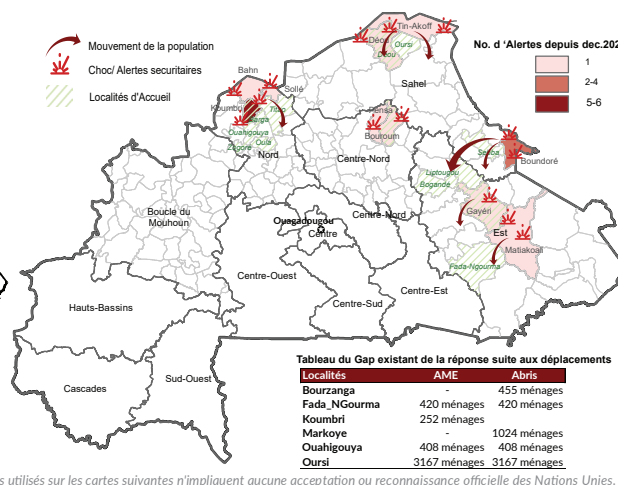 Mouvement de la population
Choc/ Alertes securitaires
Localités d'Accueil
No. d ‘Alertes depuis dec.202
1
2-4
5-6
Tin-Akoff
Déou
Oursi
Déou
Sahel
Bahn
Sollé
Koumbri
Titao
Barga
Ouahigouya
Oula
Zogore
Nord
Pensa
Bouroum
Centre-Nord
Sebba
Boundoré
Liptougou
Bogandé
Gayéri
Est
Matiakoali
Fada-Ngourma
Boucle du
Mouhoun
Ouagadougou
Centre
Centre-Nord
Centre-Ouest
Centre-Est
Centre-Sud
Hauts-Bassins
Cascades
Sud-Ouest
Tableau du Gap existant de la réponse suite aux déplacements
Localités AME Abris
Bourzanga - 455 ménages
Fada_NGourma 420 ménages 420 ménages
Koumbri 252 ménages
Markoye - 1024 ménages
Ouahigouya 408 ménages 408 ménages
Oursi 3167 ménages 3167 ménages
s utilisés sur les cartes suivantes n'impliquent aucune acceptation ou reconnaissance officielle des Nations Unies.